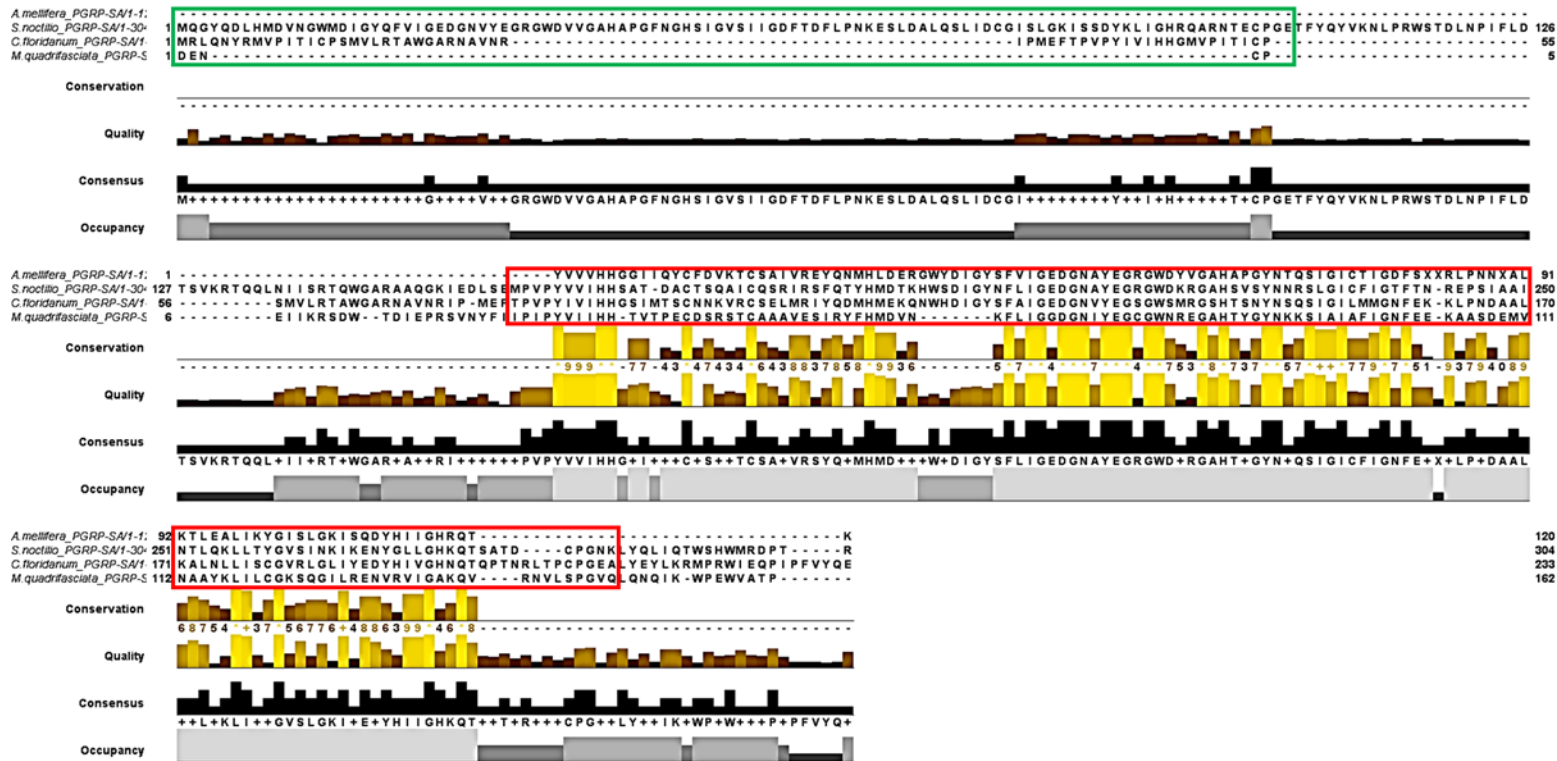 A.mellifera_PGRP-SA/1-12 ------------------------------------------------------------------------------------------------------------------------------
S.noctilio_PGRP-SA/1-304 1 MQGYQDLHMDVNGWMDIGYQFVIGEDGNVYEGRGWDVVGAHAPGFNGHSIGVSIIGDFTDFLPNKESLDALQSLIDCGISLGKISSDYKLIGHRQARNTECPGETFYQYVKNLPRWSTDLNPIFLD 126
C.floridanum_PGRP-SA/1- 1 MRLQNYRMVPITICPSMVLRTAWGARNAVNR-----------------------------------------------IPMEFTPVPYIVIHHGMVPITICP------------------------ 55
M.quadrifasciata_PGRP-S 1 DEN-------------------------------------------------------------------------------------------------CP------------------------ 5
Conservation
Quality
Consensus
M++++++++++++++++++++++G++++V++GRGWDVVGAHAPGFNGHSIGVSIIGDFTDFLPNKESLDALQSLIDCGI++++++++Y++I+H+++++T+CPGETFYQYVKNLPRWSTDLNPIFLD
Occupancy
A.mellifera_PGRP-SA/1-12 1 -----------------------------------YVVVHHGGIIQYCFDVKTCSAIVREYQNMHLDERGWYDIGYSFVIGEDGNAYEGRGWDYVGAHAPGYNTQSIGICTIGDFSXXRLPNNXAL 91
S.noctilio_PGRP-SA/1-304 127 TSVKRTQQLNIISRTQWGARAAQGKIEDLSEMPVPYVIVHHSAT-DACTSQAICQSRIRSFQTYHMDTKHWSDIGYNFLIGEDGNVYEGRGWDKRGAHSVSYNNRSLGICFIGTFTN-REPSIAAI 250
C.floridanum_PGRP-SA/1- 56 ---------SMVLRTAWGARNAVNRIP-MEFTPVPYIVIHHGSIMTSCNNKVRCSELMRIYQDMHMEKQNWHDIGYSFAIGEDGNVYEGSGWSMRGSHTSNYNSQSIGILMMGNFEK-KLPNDAAL 170
M.quadrifasciata_PGRP-S 6 ---------EIIKRSDW--TDIEPRSVNYFIIPIPYVIIHH-TVTPECDSRSTCAAAVESIRYFHMDVN-------KFLIGGDGNIYEGCGWNREGAHTYGYNKKSIAIAFIGNFEE-KAASDEMV 111
Conservation
Quality
Consensus
TSVKRTQQL+II+RT+WGAR+A++RI++++++PVPYVVIHHG+I+++C+S++TCSA+VRSYQ+MHMD+++W+DIGYSFLIGEDGNAYEGRGWD+RGAHT+GYN+QSIGICFIGNFE+X+LP+DAAL
Occupancy
A.mellifera_PGRP-SA/1-12 92 KTLEALIKYGISLGKISQDYHIIGHRQT----------------------------------K 120
S.noctilio_PGRP-SA/1-304 251 NTLQKLLTYGVSINKIKENYGLLGHKQTSATD----CPGNKLYQLIQTWSHWMRDPT-----R 304
C.floridanum_PGRP-SA/1- 171 KALNLLISCGVRLGLIYEDYHIVGHNQTQPTNRLTPCPGEALYEYLKRMPRWIEQPIPFVYQE 233
M.quadrifasciata_PGRP-S 112 NAAYKLILCGKSQGILRENVRVIGAKQV----RNVLSPGVQLQNQIK-WPEWVATP------- 162
Conservation
Quality
Consensus
++L+KLI++GVSLGKI+E+YHIIGHKQT++T+R+++CPG++LY++IK+WP+W+++P+PFVYQ+
Occupancy